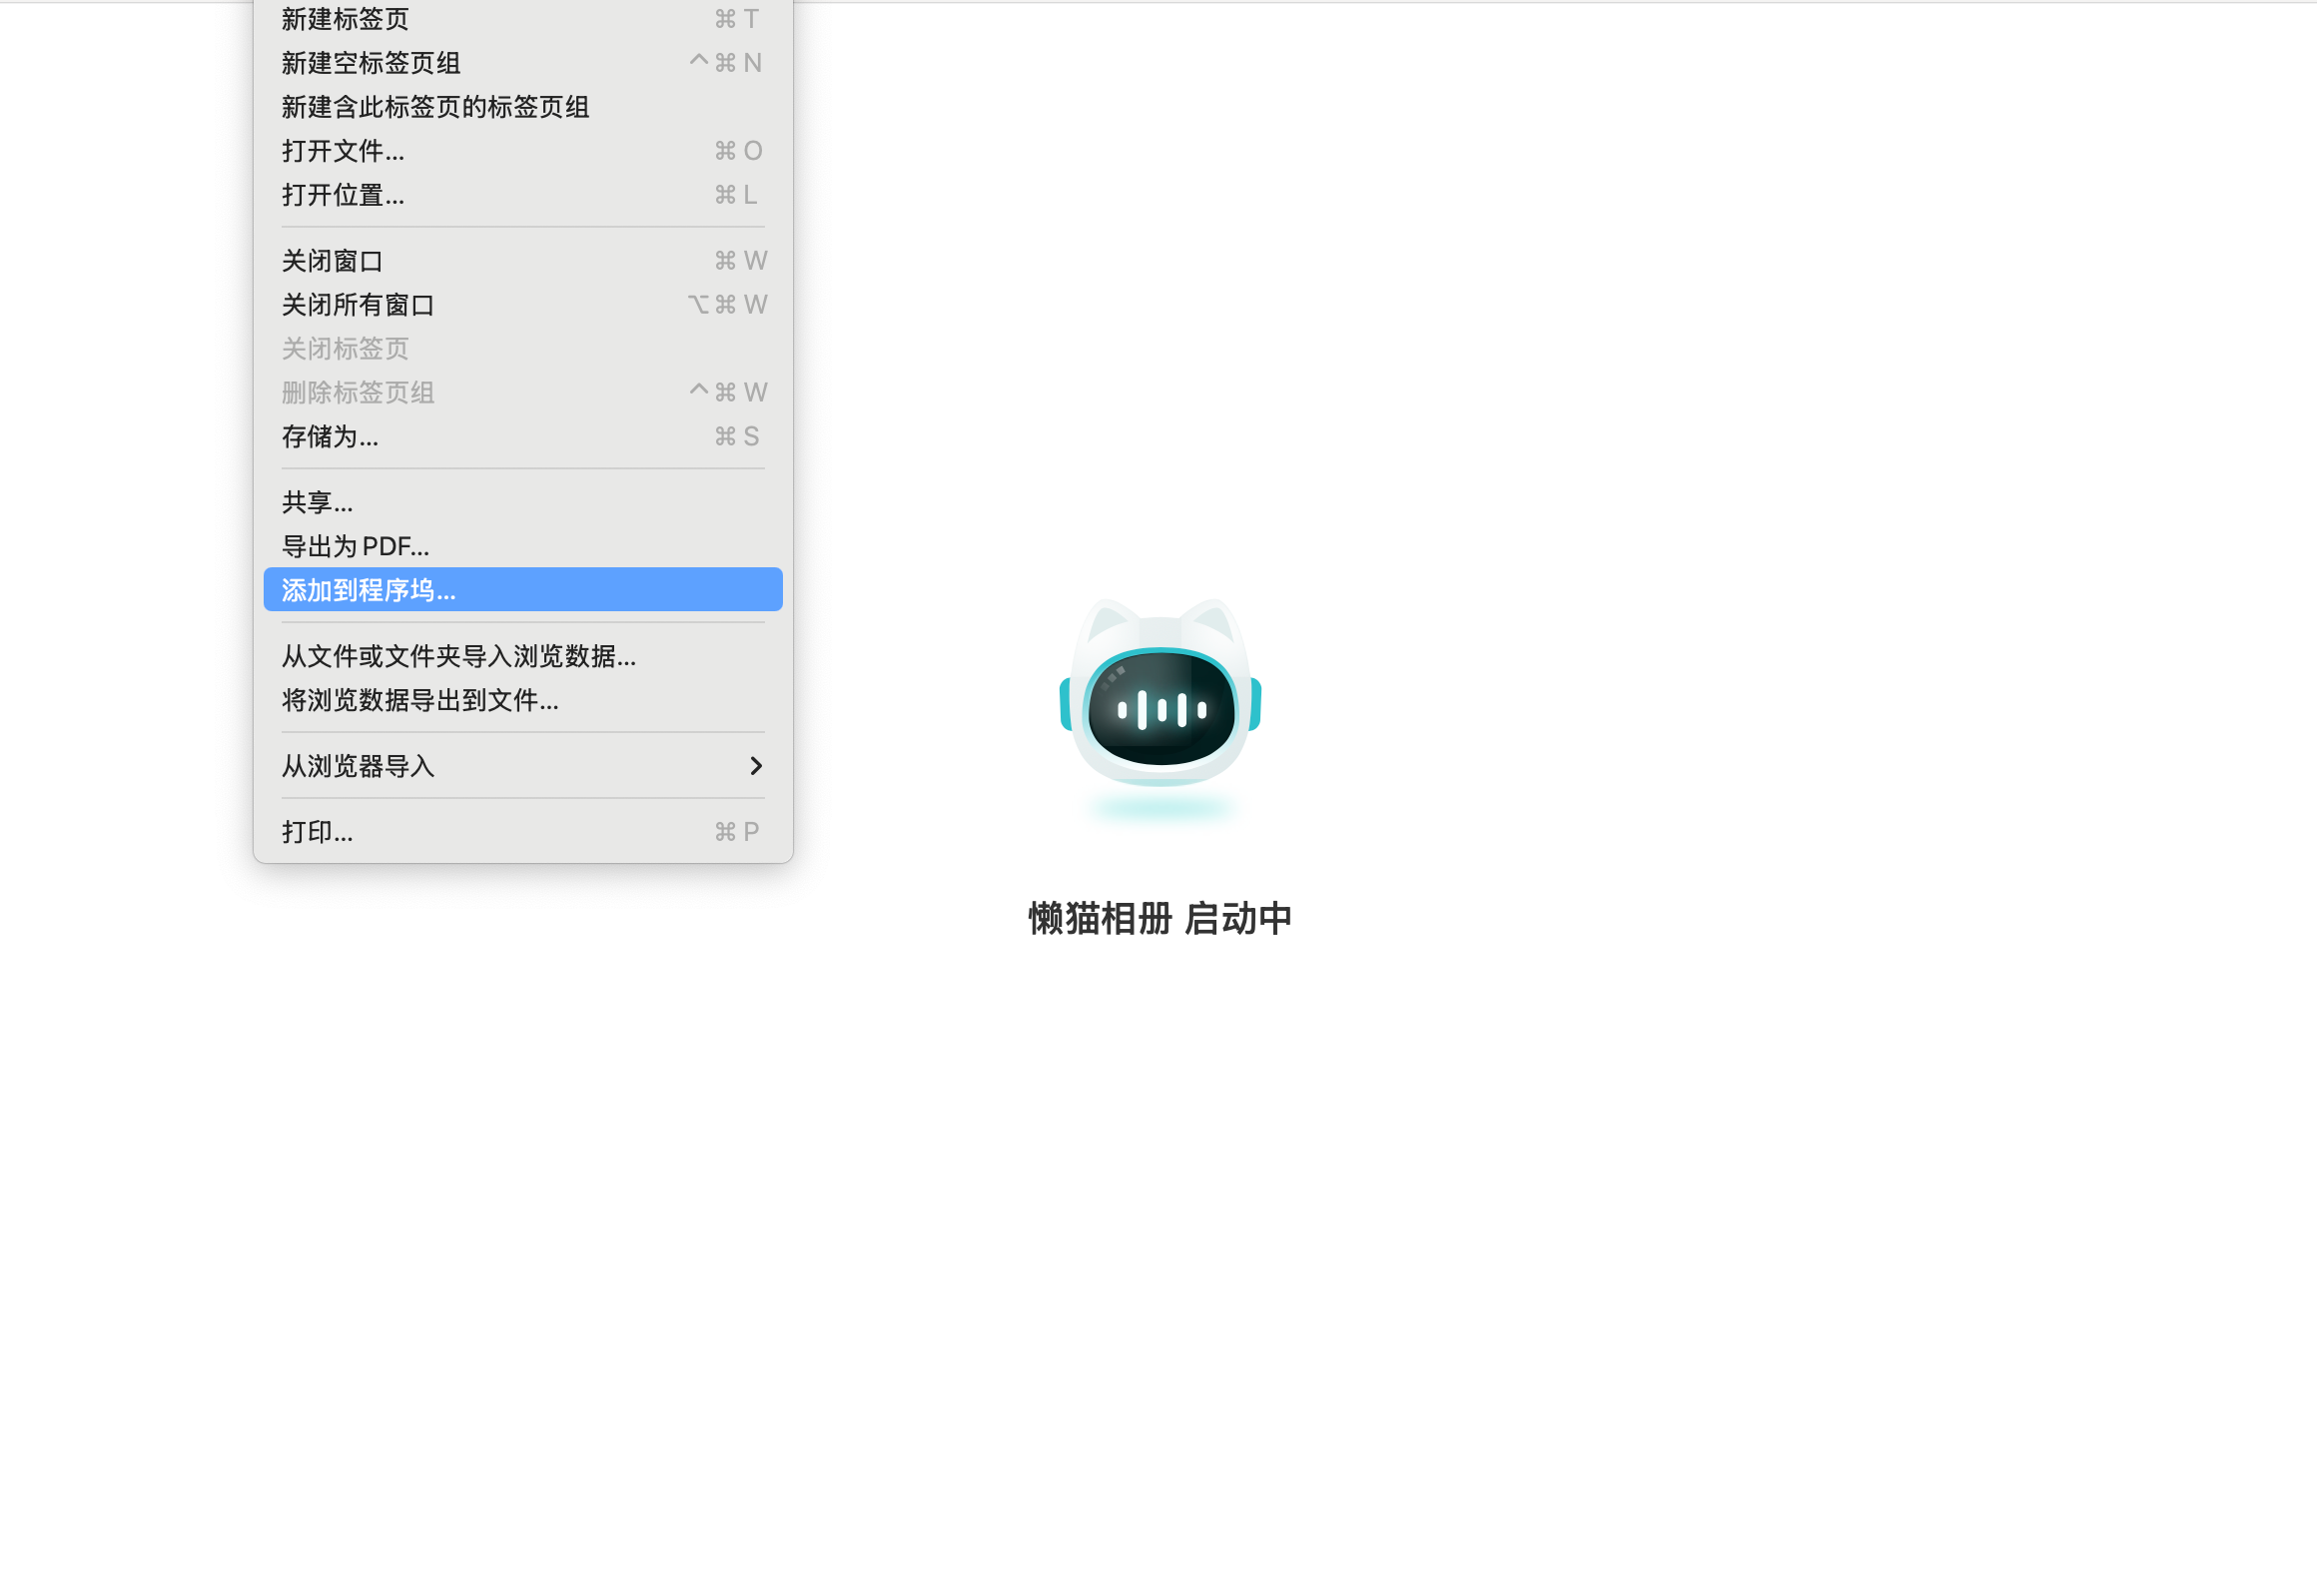 新建标签页 ⌘ T
新建空标签页组 ^ ⌘ N
新建含此标签页的标签页组
打开文件... ⌘ O
打开位置... ⌘ L
关闭窗口 ⌘ W
关闭所有窗口 ⌥ ⌘ W
关闭标签页
删除标签页组 ^ ⌘ W
存储为... ⌘ S
共享...
导出为 PDF...
添加到程序坞...
从文件或文件夹导入浏览数据...
将浏览数据导出到文件...
从浏览器导入
打印... ⌘ P
懒猫相册 启动中